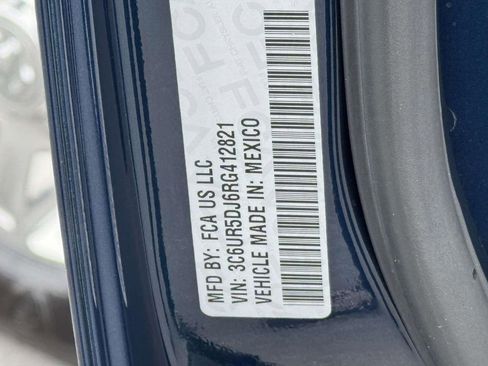 MFD BY: FCA US LLC
VIN: 3C6UR5DJ6RG412821
VEHICLE MADE IN: MEXICO